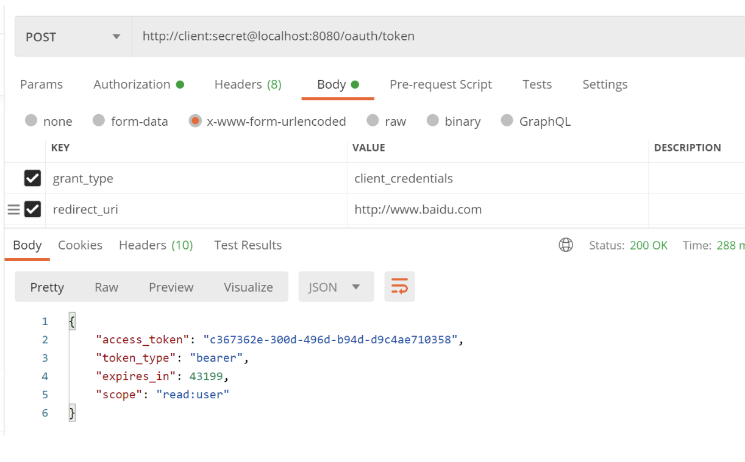 POST http://client:secret@localhost:8080/oauth/token
Params Authorization Headers (8) Body Pre-request Script Tests Settings
none form-data x-www-form-urlencoded raw binary GraphQL
KEY VALUE DESCRIPTION
grant_type client_credentials
redirect_uri http://www.baidu.com
Body Cookies Headers (10) Test Results Status: 200 OK Time: 288 m
Pretty Raw Preview Visualize JSON
1 {
2 "access_token": "c367362e-300d-496d-b94d-d9c4ae710358",
3 "token_type": "bearer",
4 "expires_in": 43199,
5 "scope": "read:user"
6 }